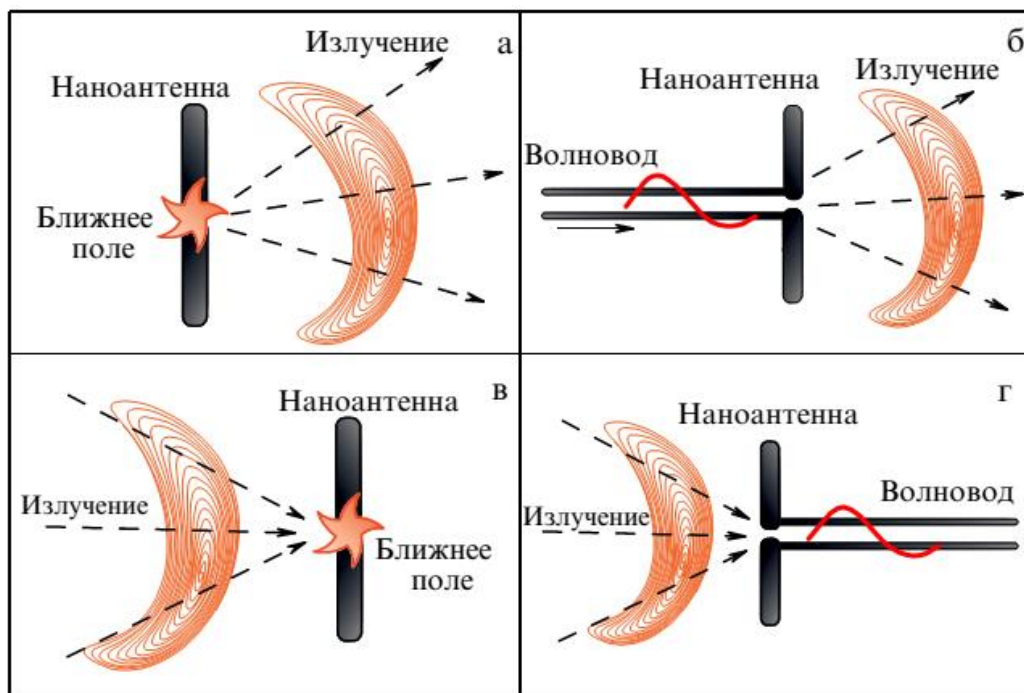 Излучение
а
Наноантенна
Ближнее
поле
б
Излучение
Наноантенна
Волновод
в
Наноантенна
Излучение
Ближнее
поле
г
Наноантенна
Волновод
Излучение